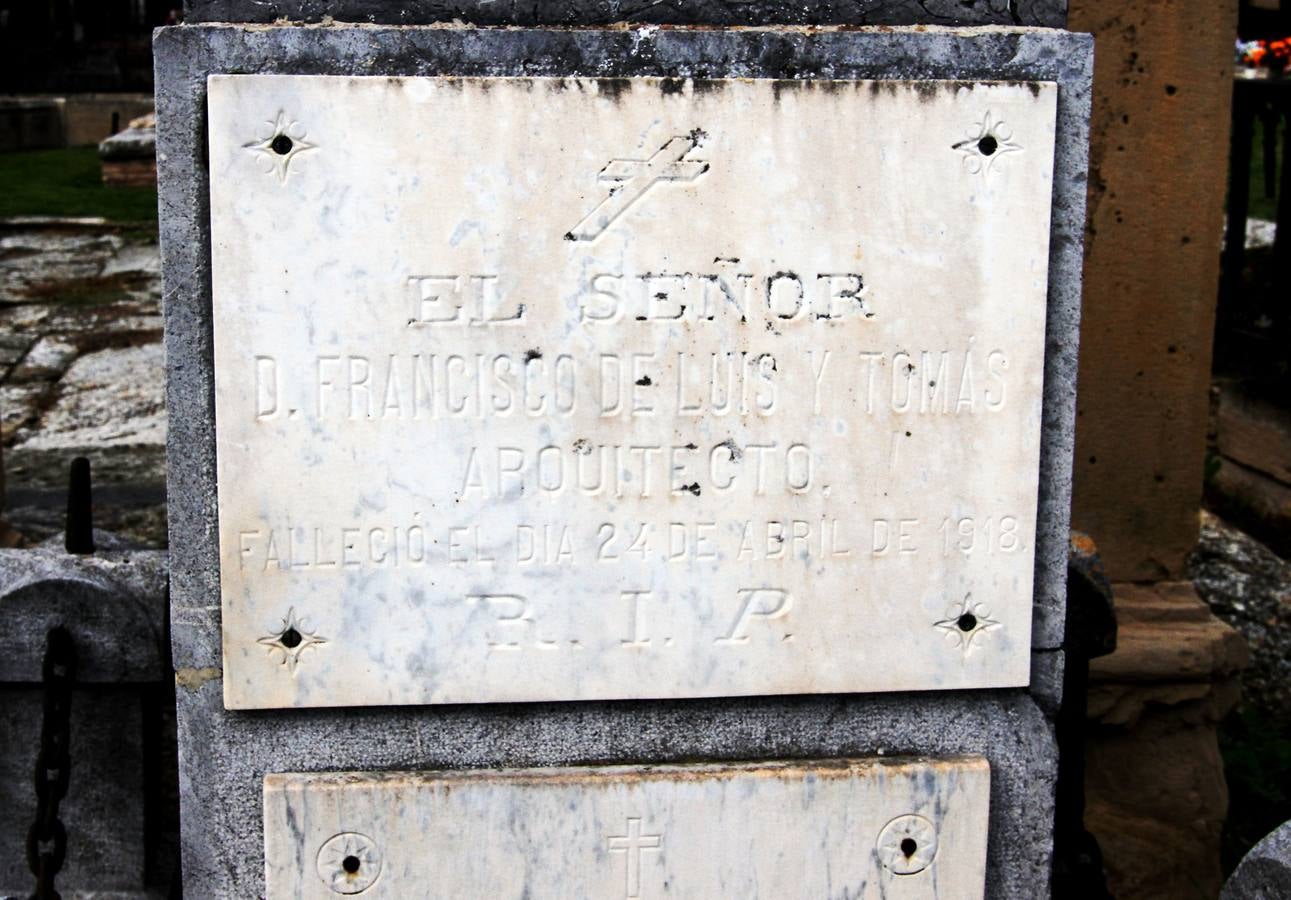 EL SEÑOR
D. FRANCISCO DE LUIS Y TOMÁS
ARQUITECTO.
FALLECIÓ EL DIA 24 DE ABRIL DE 1918.
R. I. P.